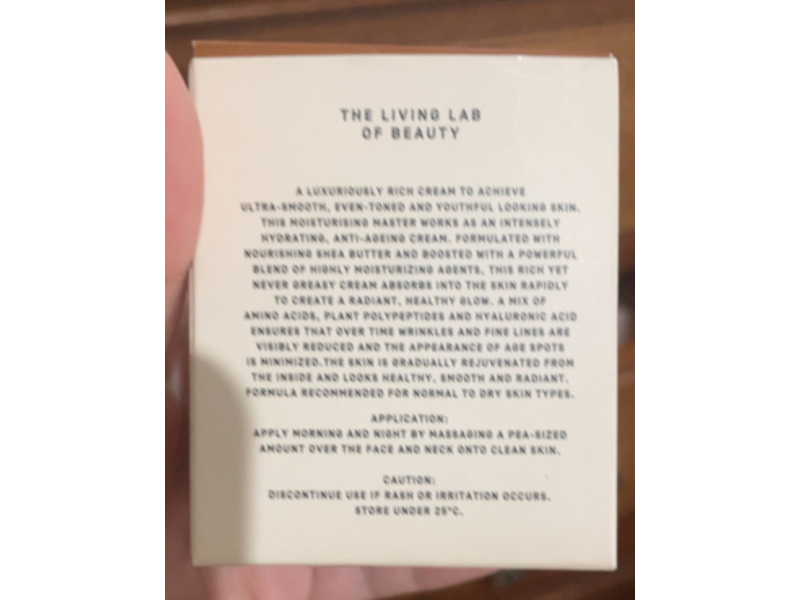 THE LIVING LAB
OF BEAUTY
A LUXURIOUSLY RICH CREAM TO ACHIEVE
ULTRA-SMOOTH, EVEN-TONED AND YOUTHFUL LOOKING SKIN.
THIS MOISTURISING MASTER WORKS AS AN INTENSELY
HYDRATING, ANTI-AGEING CREAM. FORMULATED WITH
NOURISHING SHEA BUTTER AND BOOSTED WITH A POWERFUL
BLEND OF HIGHLY MOISTURIZING AGENTS, THIS RICH YET
NEVER GREASY CREAM ABSORBS INTO THE SKIN RAPIDLY
TO CREATE A RADIANT, HEALTHY GLOW. A MIX OF
AMINO ACIDS, PLANT POLYPEPTIDES AND HYALURONIC ACID
ENSURES THAT OVER TIME WRINKLES AND FINE LINES ARE
VISIBLY REDUCED AND THE APPEARANCE OF AGE SPOTS
IS MINIMIZED.THE SKIN IS GRADUALLY REJUVENATED FROM
THE INSIDE AND LOOKS HEALTHY, SMOOTH AND RADIANT.
FORMULA RECOMMENDED FOR NORMAL TO DRY SKIN TYPES.
APPLICATION:
APPLY MORNING AND NIGHT BY MASSAGING A PEA-SIZED
AMOUNT OVER THE FACE AND NECK ONTO CLEAN SKIN.
CAUTION:
DISCONTINUE USE IF RASH OR IRRITATION OCCURS.
STORE UNDER 25°C.